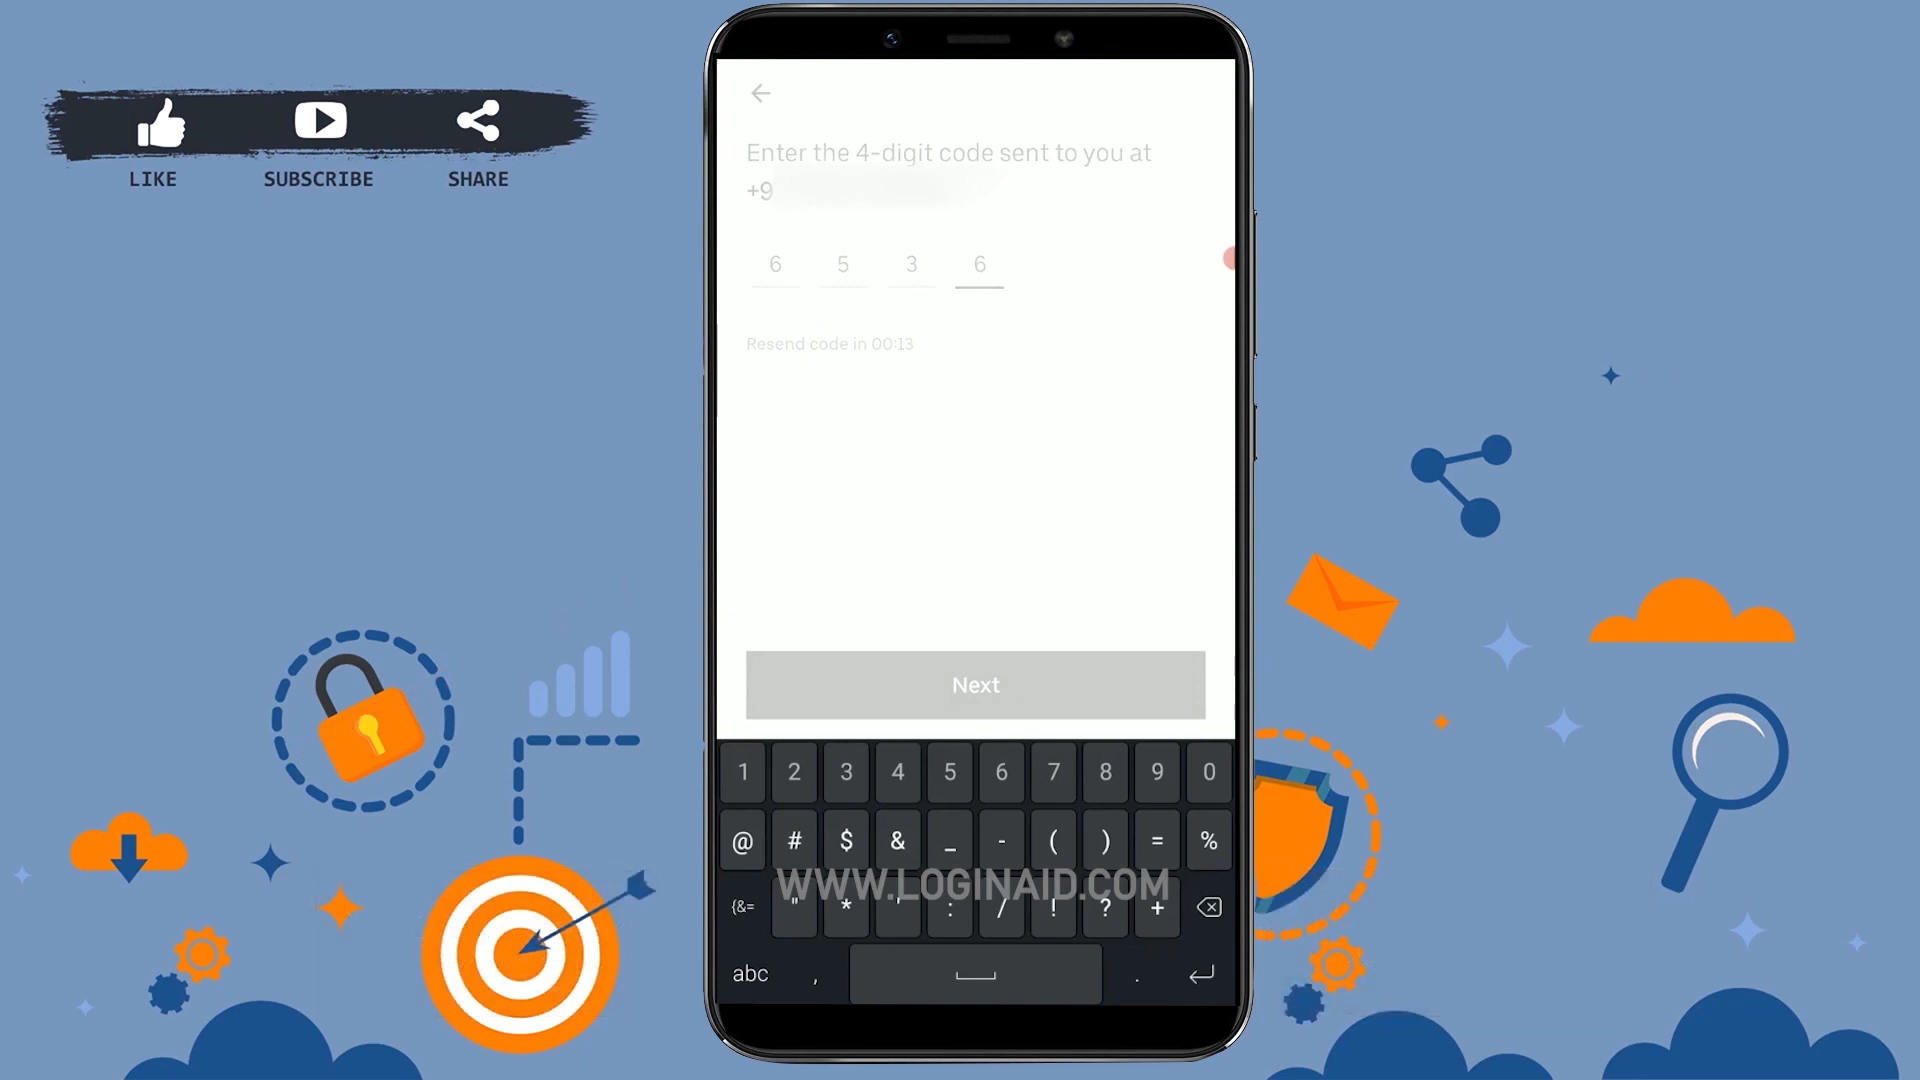 LIKE SUBSCRIBE SHARE
Enter the 4-digit code sent to you at
+9
6 5 3 6
Resend code in 00:13
Next
1 2 3 4 5 6 7 8 9 0
@ # $ & _ - ( ) = %
WWW.LOGINAID.COM
{&= " * ' : / ! ? +
abc , .